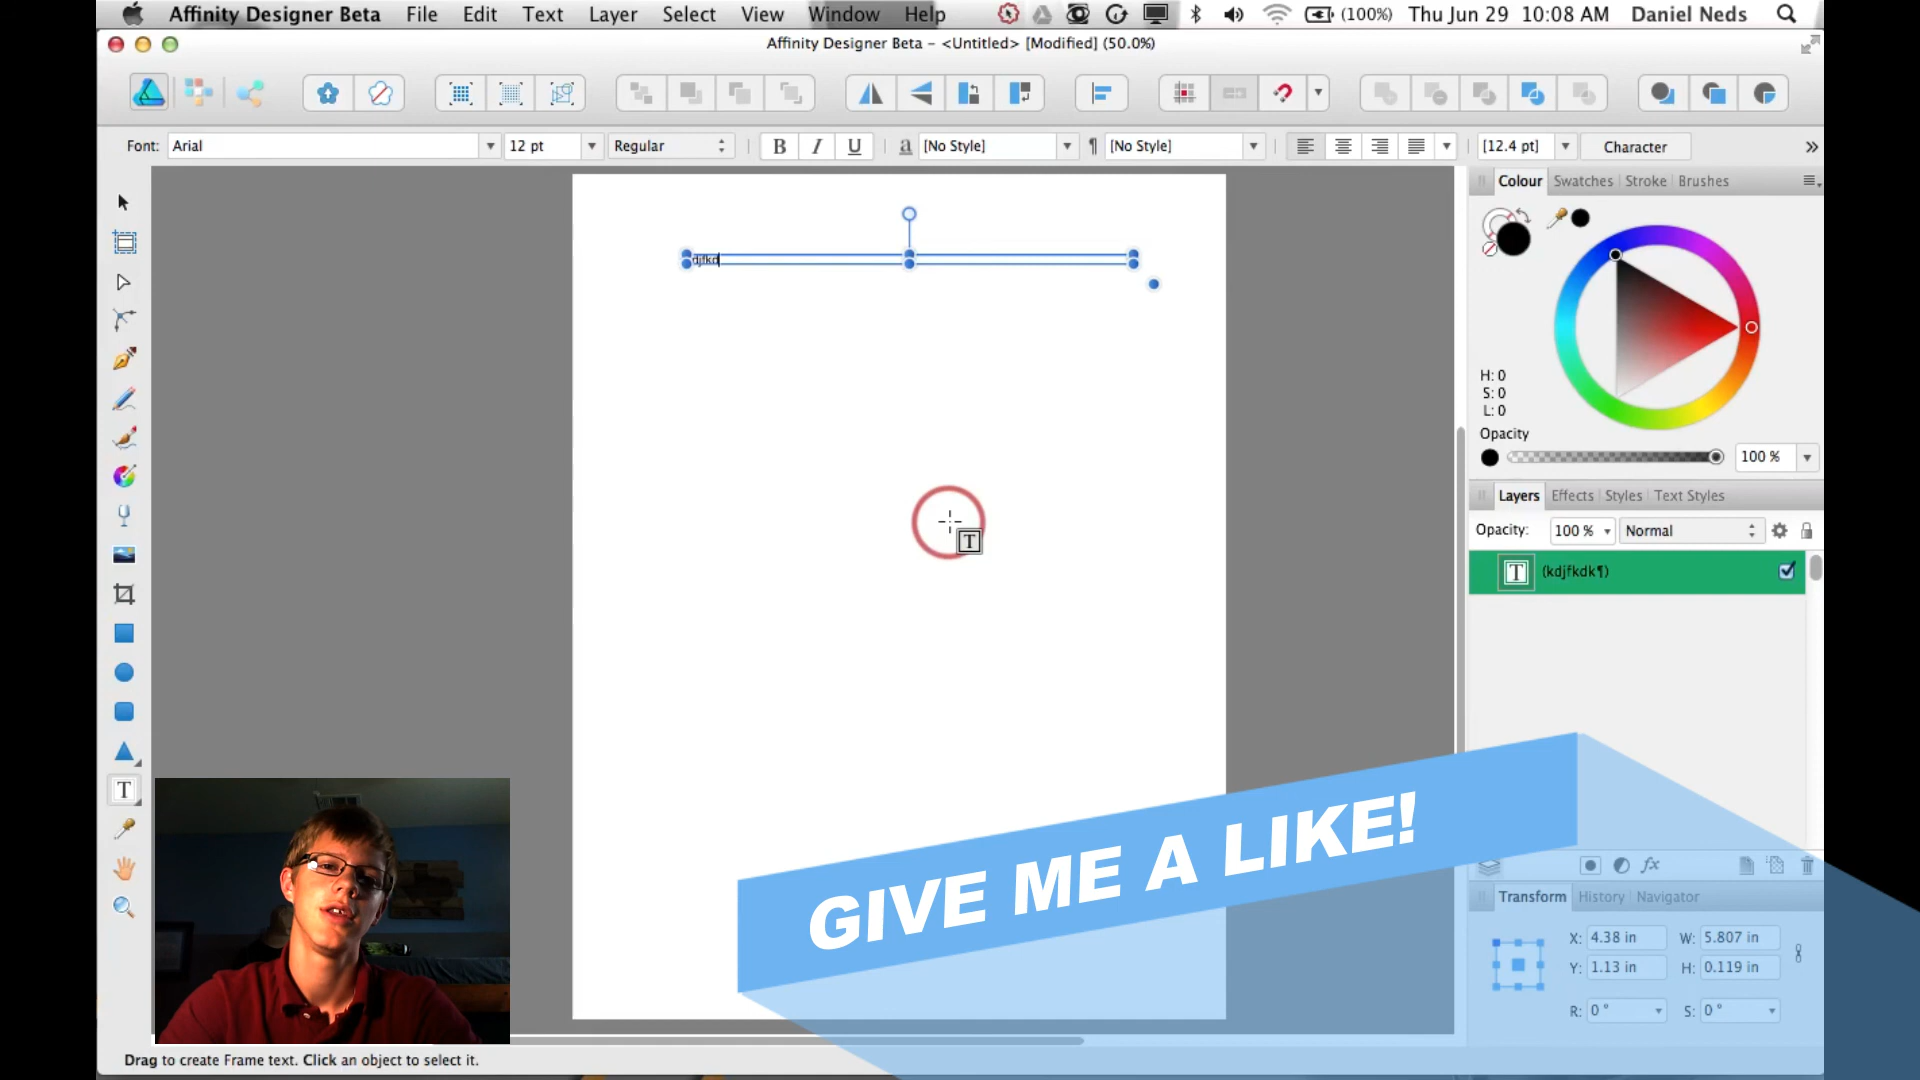 Affinity Designer Beta File Edit Text Layer Select View Window Help (100%) Thu Jun 29 10:08 AM Daniel Neds
Affinity Designer Beta – <Untitled> [Modified] (50.0%)
Font: Arial 12 pt Regular B I U a [No Style] ¶ [No Style] [12.4 pt] Character »
Colour Swatches Stroke Brushes
djfkd
H: 0
S: 0
L: 0
Opacity
100 %
Layers Effects Styles Text Styles
Opacity: 100 % Normal
T
T (kdjfkdk¶)
T
GIVE ME A LIKE!
fx
Transform History Navigator
X: 4.38 in W: 5.807 in
Y: 1.13 in H: 0.119 in
R: 0 ° S: 0 °
Drag to create Frame text. Click an object to select it.